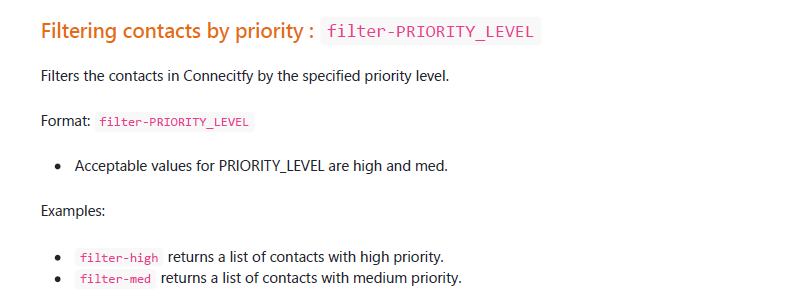 Filtering contacts by priority : filter-PRIORITY_LEVEL
Filters the contacts in Connecitfy by the specified priority level.
Format: filter-PRIORITY_LEVEL
• Acceptable values for PRIORITY_LEVEL are high and med.
Examples:
• filter-high returns a list of contacts with high priority.
• filter-med returns a list of contacts with medium priority.